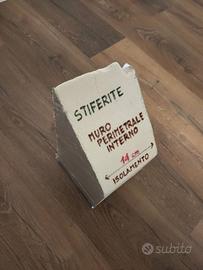 STIFERITE
MURO
PERIMETRALE
INTERNO
14 cm
ISOLAMENTO
subito